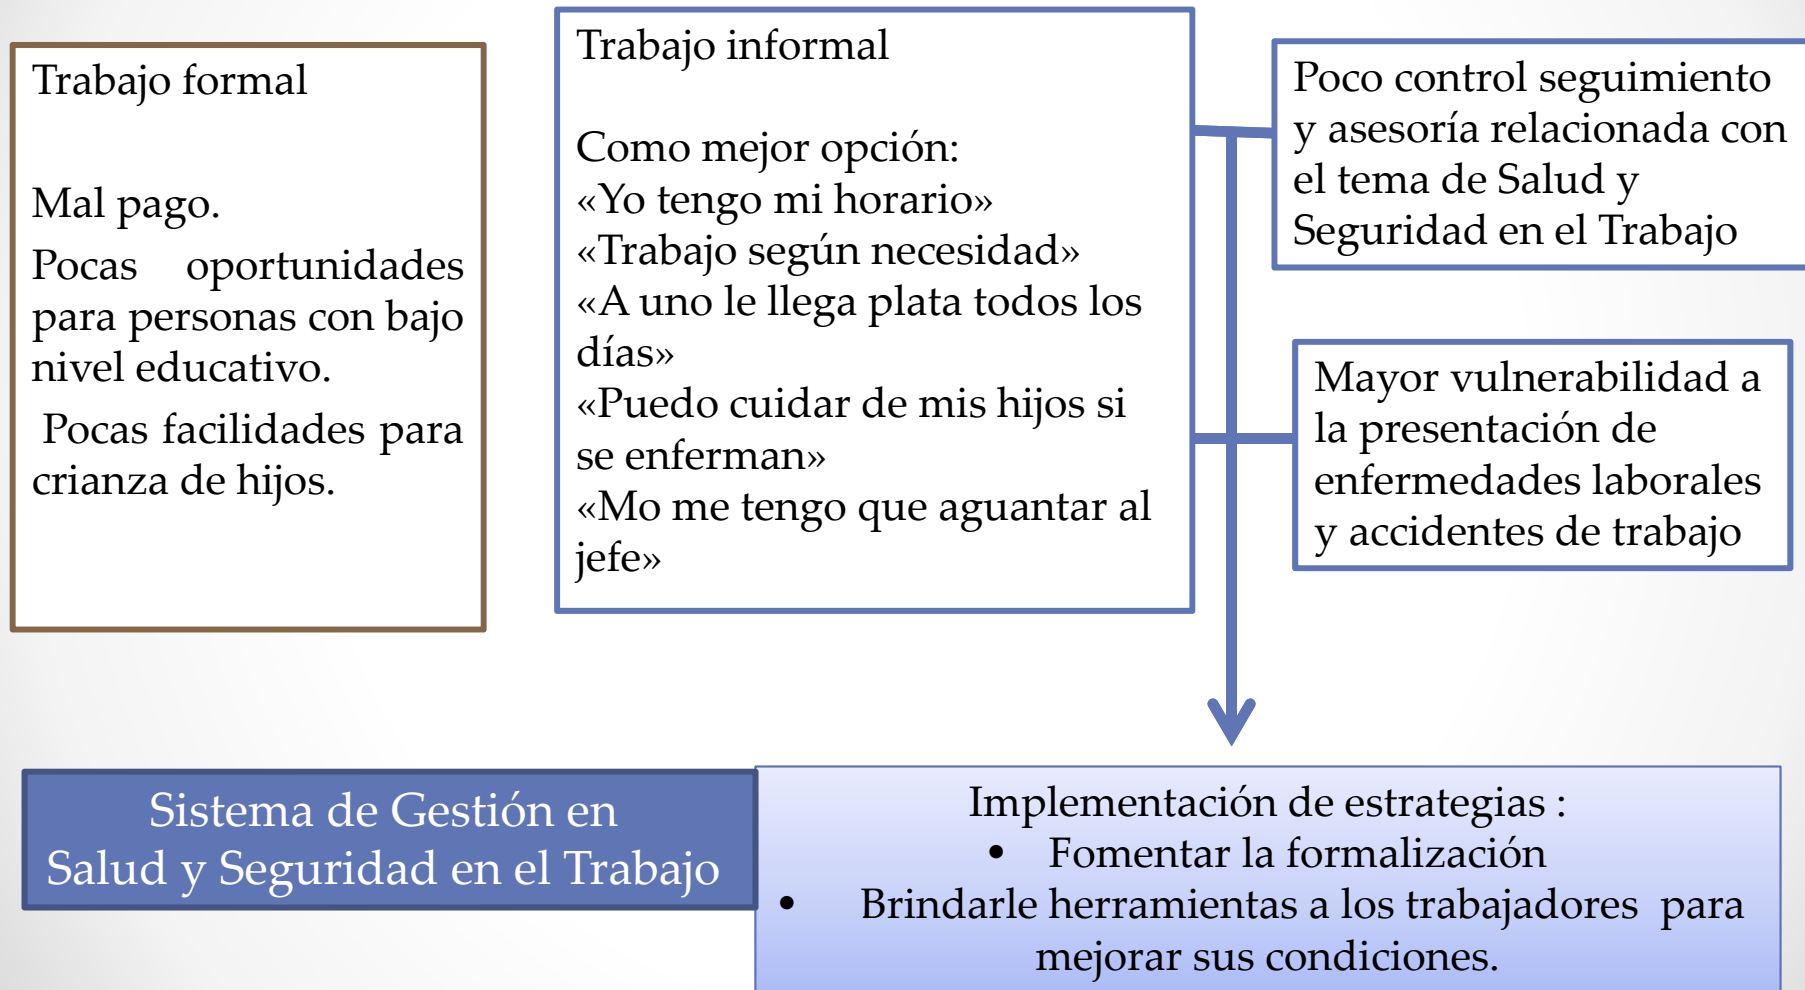 Trabajo formal
Mal pago.
Pocas oportunidades
para personas con bajo
nivel educativo.
Pocas facilidades para
crianza de hijos.
Trabajo informal
Como mejor opción:
«Yo tengo mi horario»
«Trabajo según necesidad»
«A uno le llega plata todos los
días»
«Puedo cuidar de mis hijos si
se enferman»
«Mo me tengo que aguantar al
jefe»
Poco control seguimiento
y asesoría relacionada con
el tema de Salud y
Seguridad en el Trabajo
Mayor vulnerabilidad a
la presentación de
enfermedades laborales
y accidentes de trabajo
Sistema de Gestión en
Salud y Seguridad en el Trabajo
Implementación de estrategias :
• Fomentar la formalización
• Brindarle herramientas a los trabajadores para
mejorar sus condiciones.